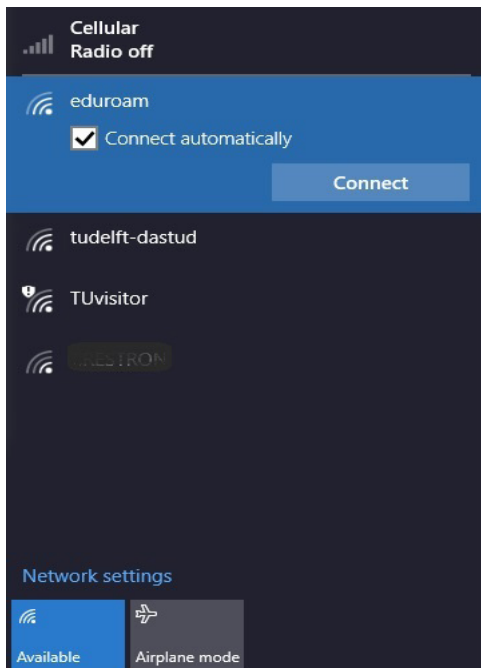 Cellular
Radio off
eduroam
Connect automatically
Connect
tudelft-dastud
TUvisitor
Network settings
Available
Airplane mode